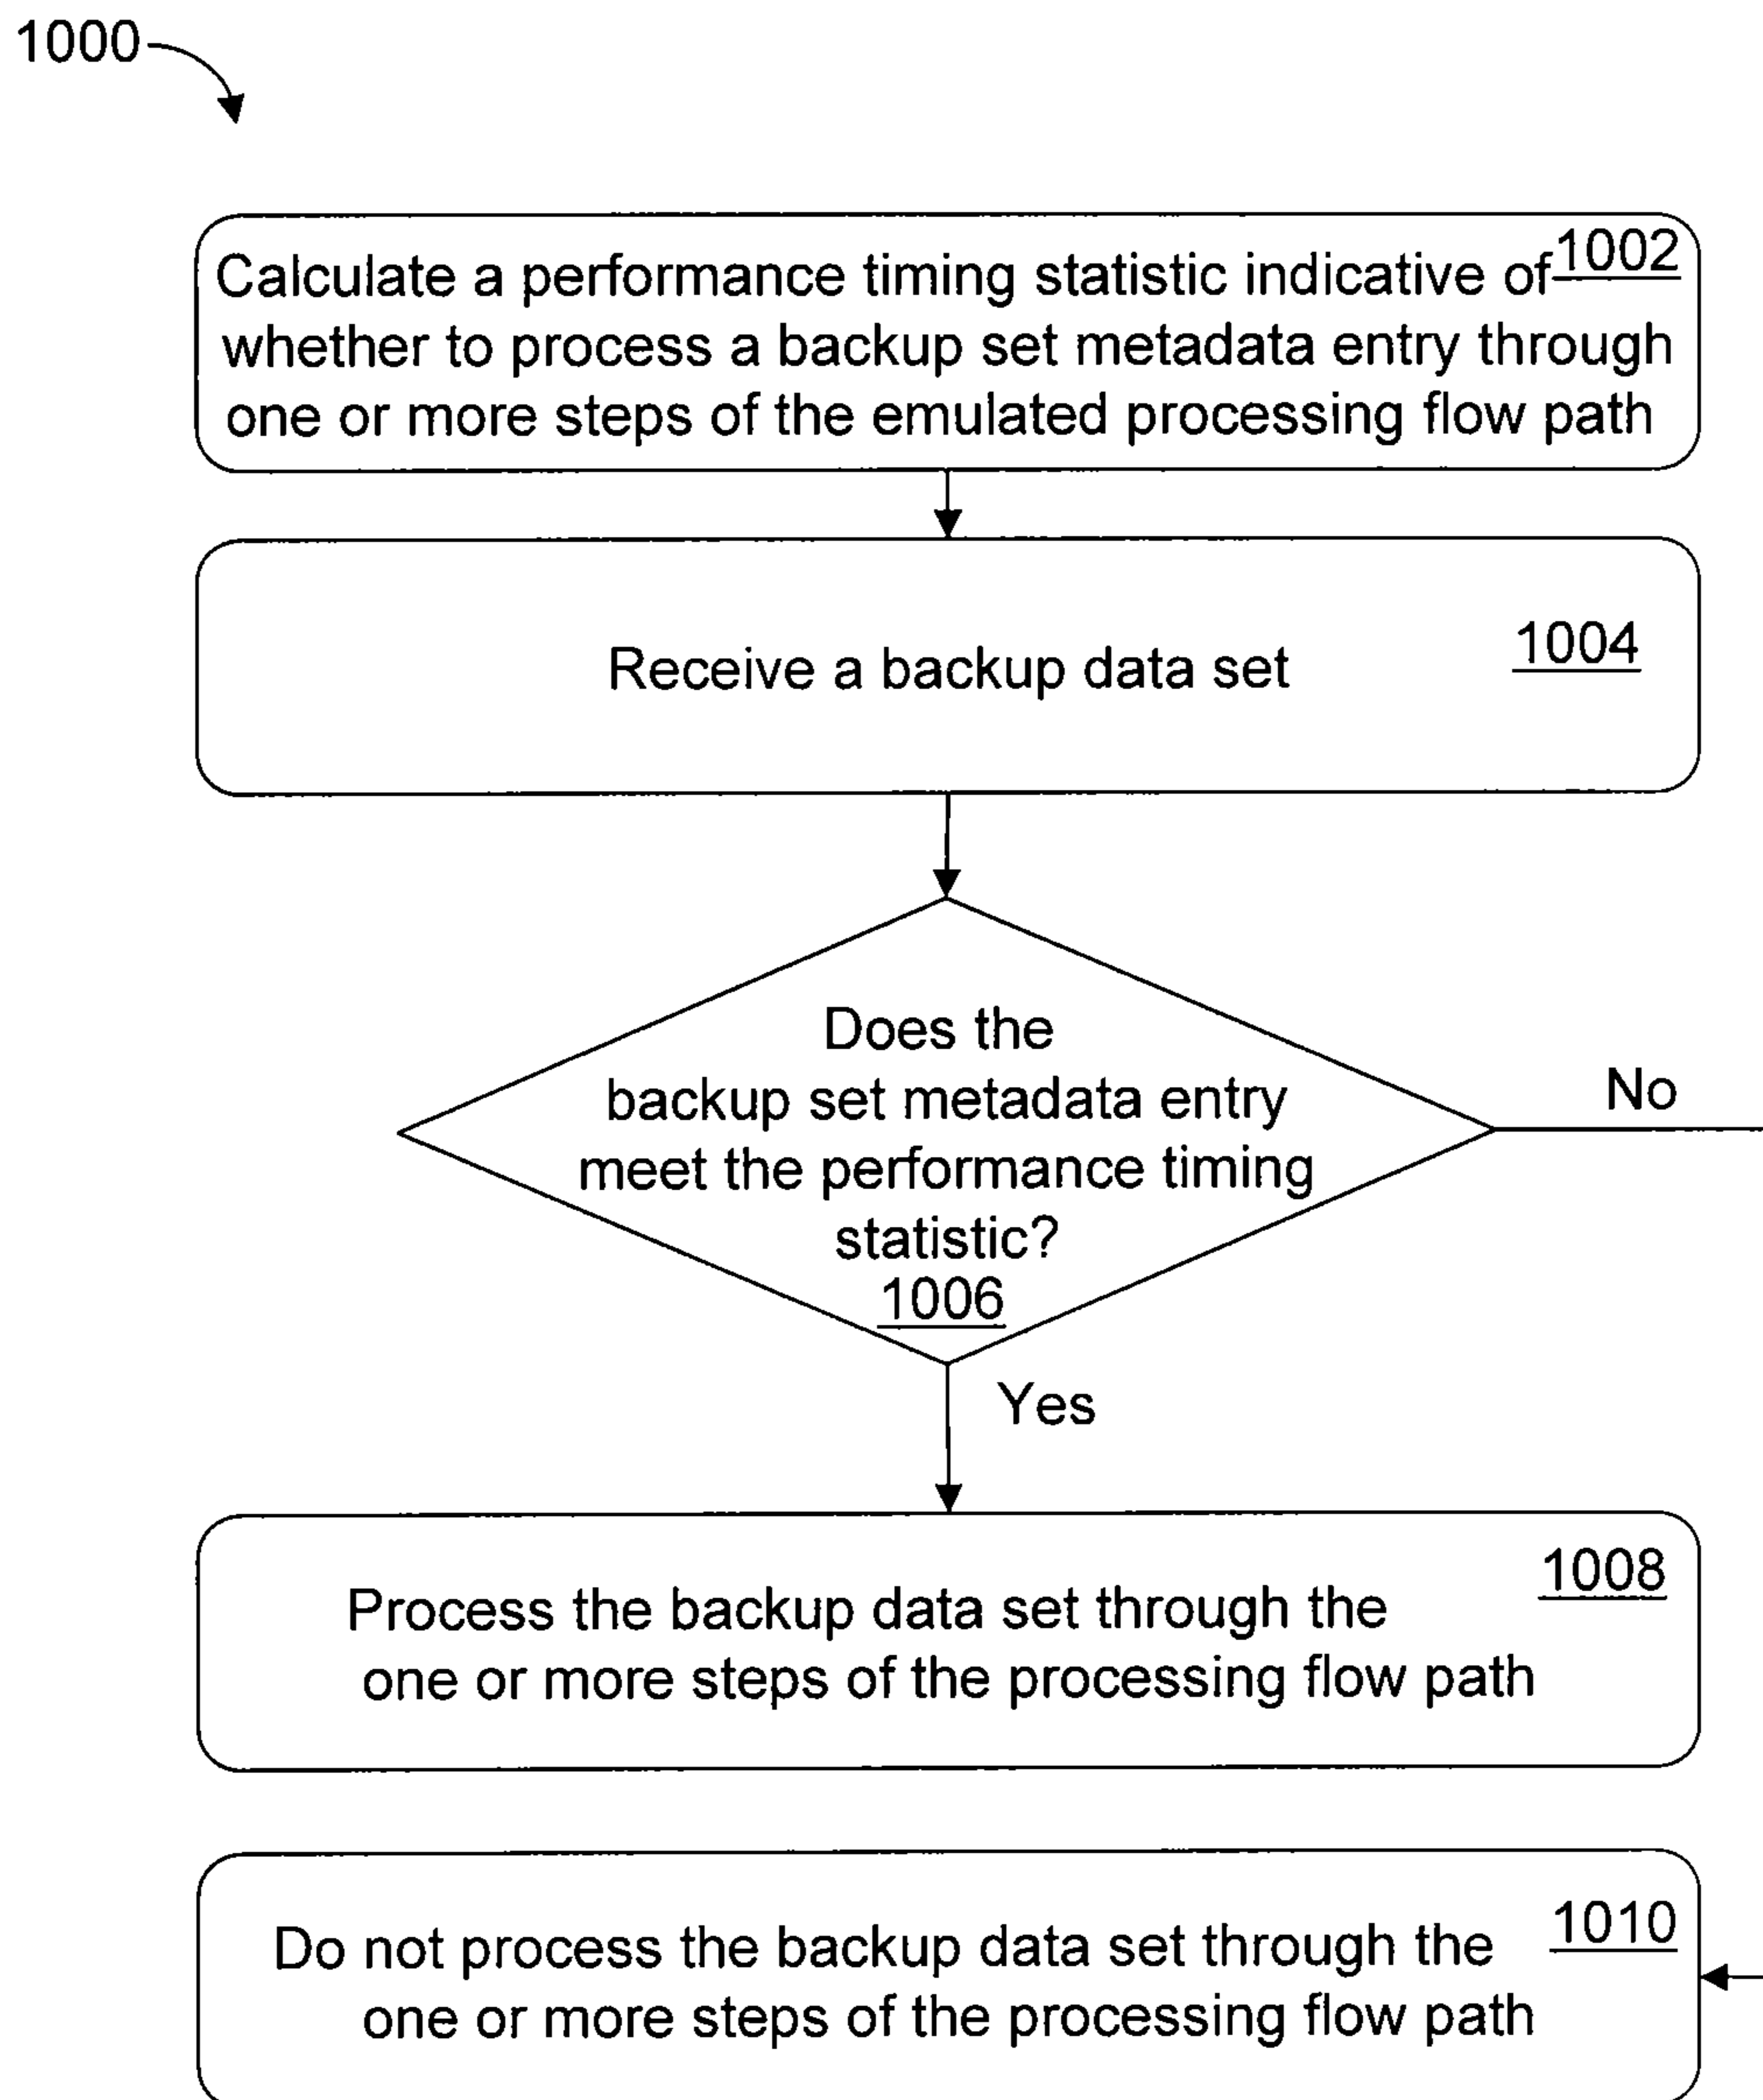 1000
Calculate a performance timing statistic indicative of 1002
whether to process a backup set metadata entry through
one or more steps of the emulated processing flow path
Receive a backup data set 1004
Does the
backup set metadata entry
meet the performance timing
statistic?
1006
No
Yes
1008
Process the backup data set through the
one or more steps of the processing flow path
Do not process the backup data set through the 1010
one or more steps of the processing flow path